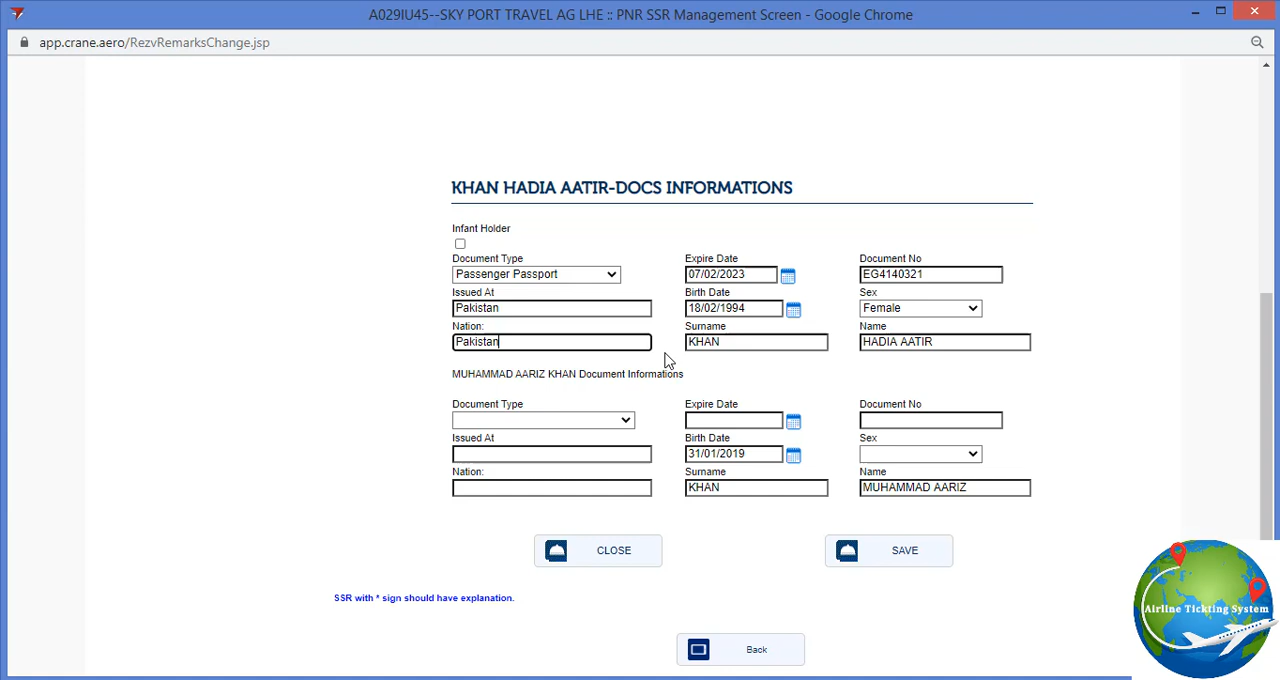 A029IU45--SKY PORT TRAVEL AG LHE :: PNR SSR Management Screen - Google Chrome
app.crane.aero/RezvRemarksChange.jsp
KHAN HADIA AATIR-DOCS INFORMATIONS
Infant Holder
Document Type Expire Date Document No
Passenger Passport 07/02/2023 EG4140321
Issued At Birth Date Sex
Pakistan 18/02/1994 Female
Nation: Surname Name
Pakistan KHAN HADIA AATIR
MUHAMMAD AARIZ KHAN Document Informations
Document Type Expire Date Document No
Issued At Birth Date Sex
31/01/2019
Nation: Surname Name
KHAN MUHAMMAD AARIZ
CLOSE SAVE
SSR with * sign should have explanation.
Airline Tickting System
Back